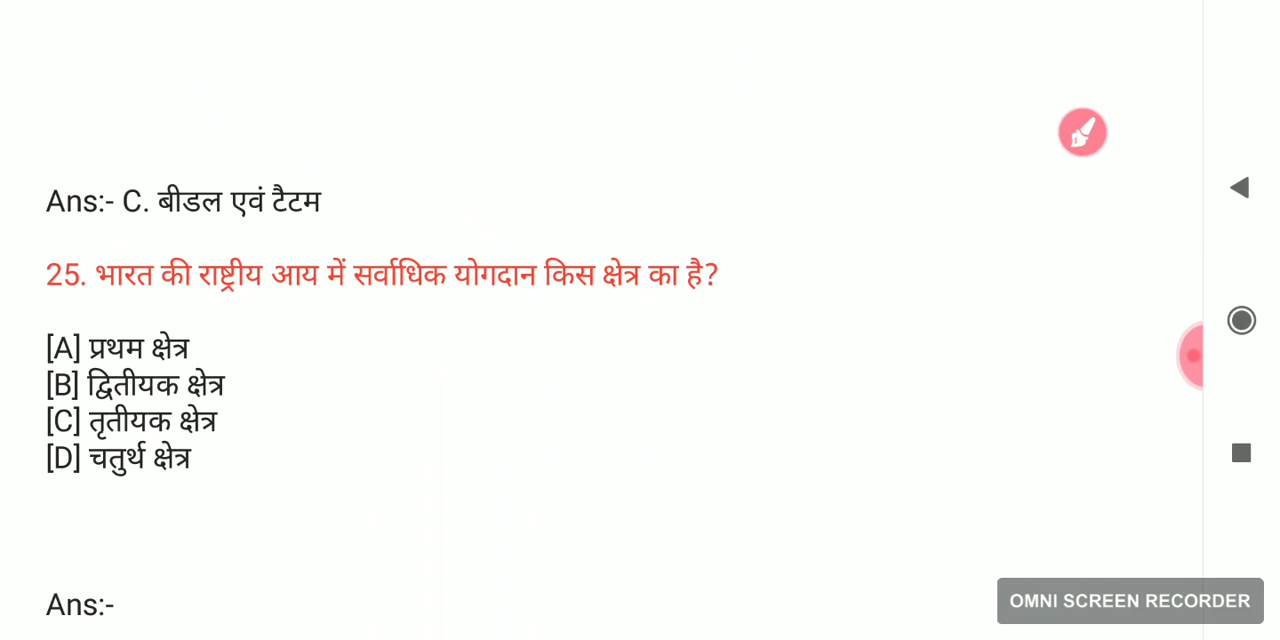 Ans:- C. बीडल एवं टैटम
25. भारत की राष्ट्रीय आय में सर्वाधिक योगदान किस क्षेत्र का है?
[A] प्रथम क्षेत्र
[B] द्वितीयक क्षेत्र
[C] तृतीयक क्षेत्र
[D] चतुर्थ क्षेत्र
Ans:-
OMNI SCREEN RECORDER